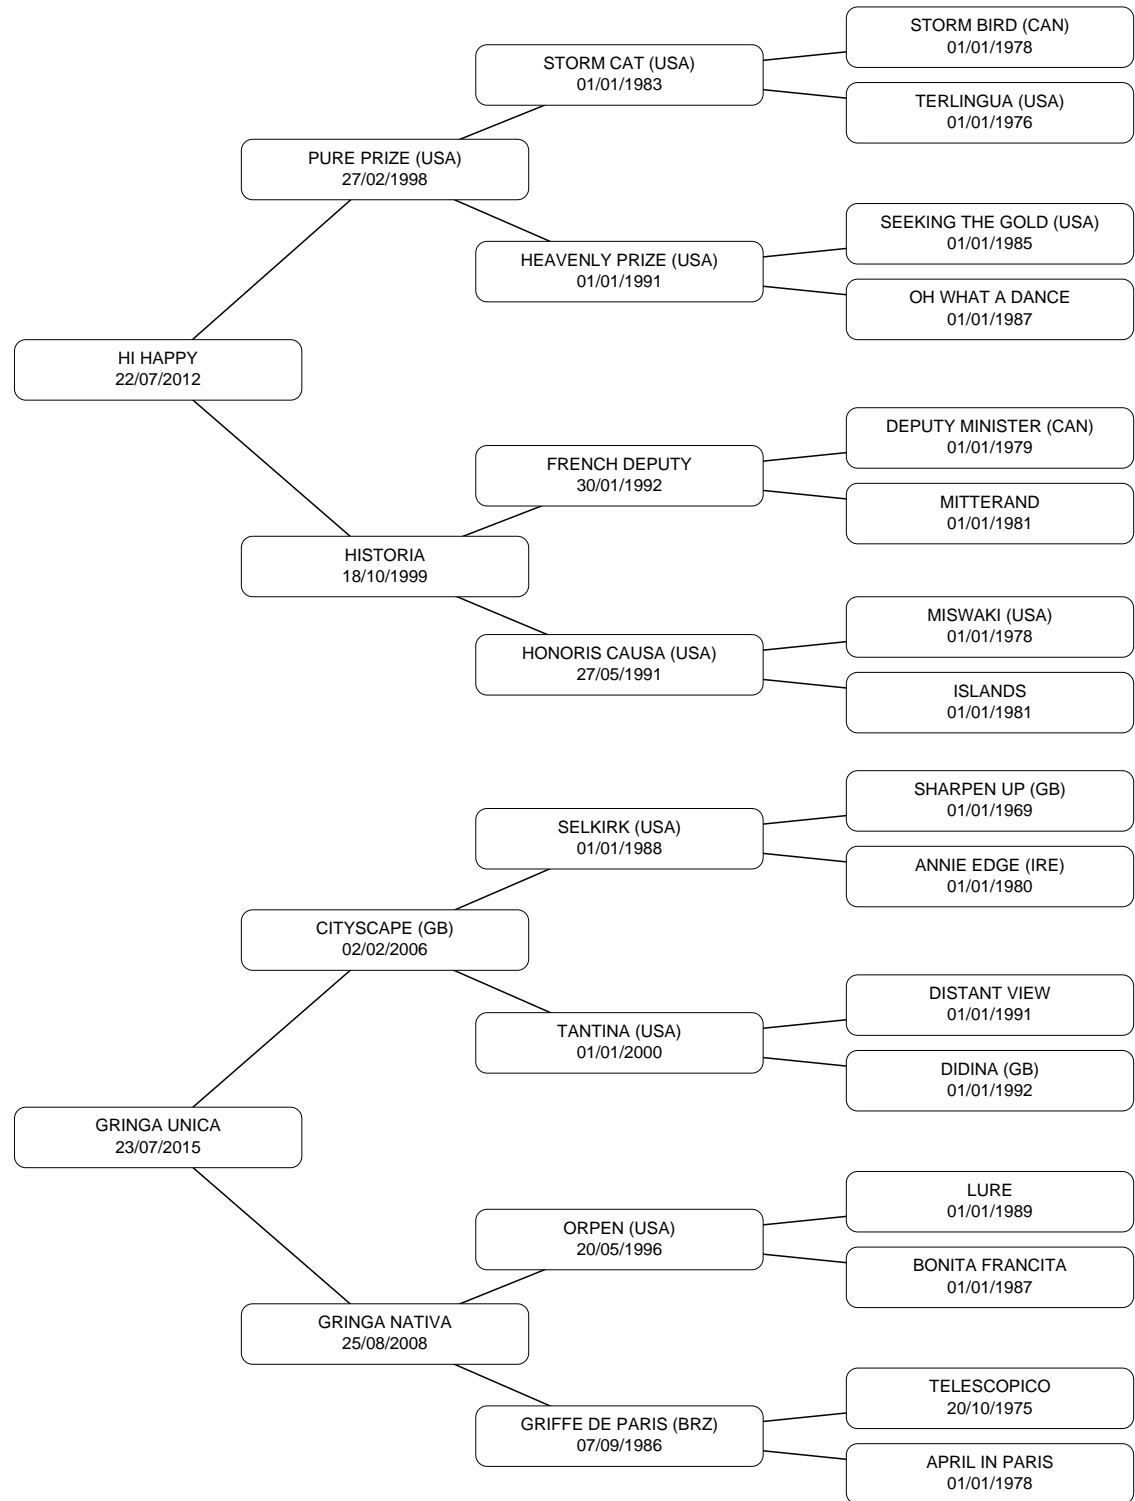 STORM BIRD (CAN)
01/01/1978
STORM CAT (USA)
01/01/1983
TERLINGUA (USA)
01/01/1976
PURE PRIZE (USA)
27/02/1998
SEEKING THE GOLD (USA)
01/01/1985
HEAVENLY PRIZE (USA)
01/01/1991
OH WHAT A DANCE
01/01/1987
HI HAPPY
22/07/2012
DEPUTY MINISTER (CAN)
01/01/1979
FRENCH DEPUTY
30/01/1992
MITTERAND
01/01/1981
HISTORIA
18/10/1999
MISWAKI (USA)
01/01/1978
HONORIS CAUSA (USA)
27/05/1991
ISLANDS
01/01/1981
SHARPEN UP (GB)
01/01/1969
SELKIRK (USA)
01/01/1988
ANNIE EDGE (IRE)
01/01/1980
CITYSCAPE (GB)
02/02/2006
DISTANT VIEW
01/01/1991
TANTINA (USA)
01/01/2000
DIDINA (GB)
01/01/1992
GRINGA UNICA
23/07/2015
LURE
01/01/1989
ORPEN (USA)
20/05/1996
BONITA FRANCITA
01/01/1987
GRINGA NATIVA
25/08/2008
TELESCOPICO
20/10/1975
GRIFFE DE PARIS (BRZ)
07/09/1986
APRIL IN PARIS
01/01/1978